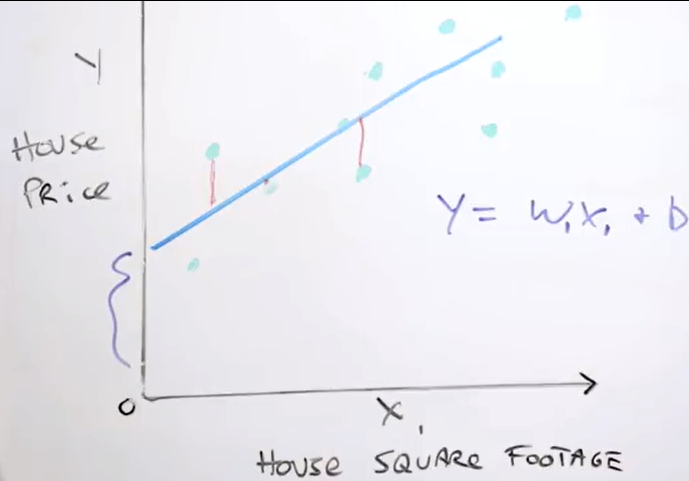 Y
HOUSE
PRICE
Y = W₁X₁ + b
0
X₁
HOUSE SQUARE FOOTAGE